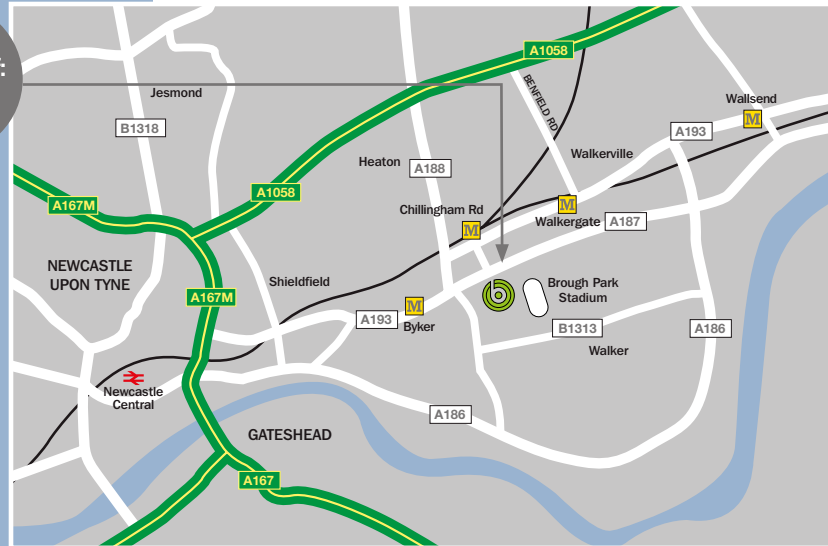 A1058
Jesmond
BENFIELD RD
Wallsend
M
B1318
A193
Heaton
A188
Walkerville
A167M
A1058
Chillingham Rd
M
M
Walkergate
A187
NEWCASTLE
UPON TYNE
Shieldfield
Brough Park
Stadium
A167M
M
A193
Byker
B1313
A186
Walker
Newcastle
Central
A186
GATESHEAD
A167